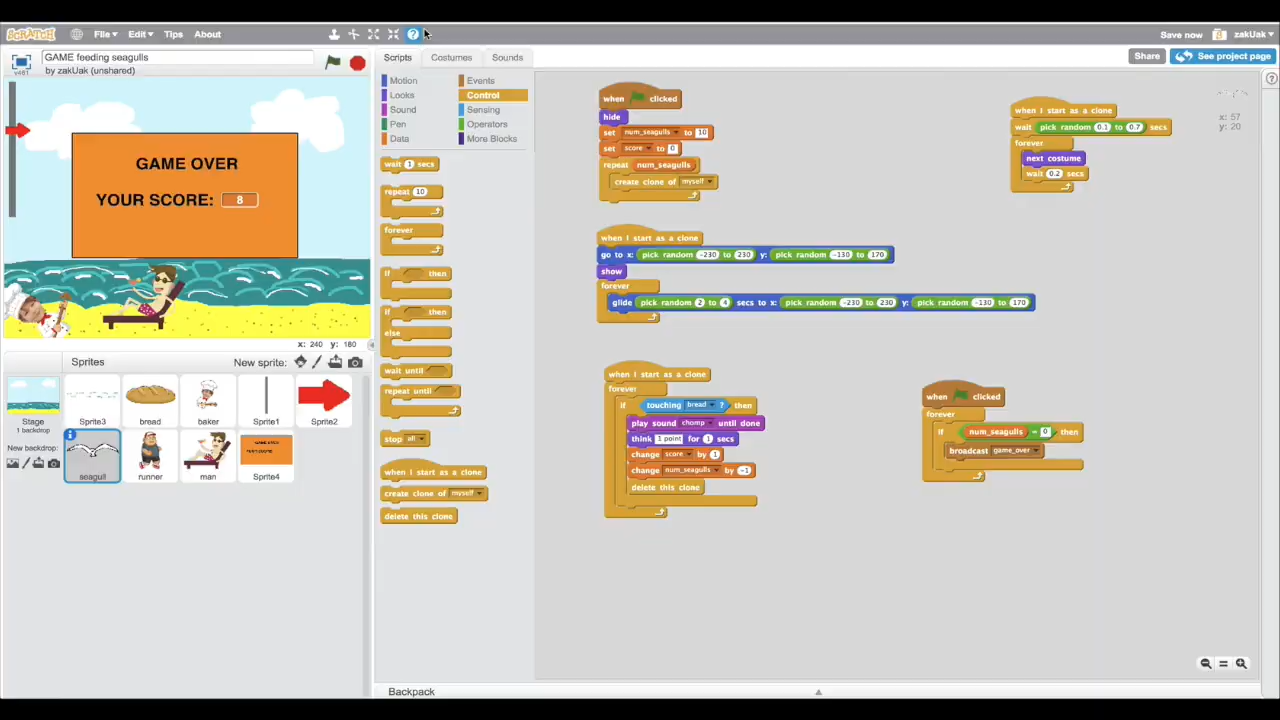 SCRATCH File Edit Tips About Save now zakUak
GAME feeding seagulls
by zakUak (unshared)
v461
Scripts Costumes Sounds
Share See project page
Motion Events
Looks Control
Sound Sensing
Pen Operators
Data More Blocks
GAME OVER
YOUR SCORE: 8
x: 240 y: 180
Sprites New sprite:
Stage
1 backdrop
New backdrop:
Sprite3 bread baker Sprite1 Sprite2
seagull runner man Sprite4
wait 1 secs
repeat 10
forever
if then
if then
else
wait until
repeat until
stop all
when I start as a clone
create clone of myself
delete this clone
when clicked
hide
set num_seagulls to 10
set score to 0
repeat num_seagulls
create clone of myself
when I start as a clone
go to x: pick random -230 to 230 y: pick random -130 to 170
show
forever
glide pick random 2 to 4 secs to x: pick random -230 to 230 y: pick random -130 to 170
when I start as a clone
forever
if touching bread ? then
play sound chomp until done
think 1 point for 1 secs
change score by 1
change num_seagulls by -1
delete this clone
when I start as a clone
wait pick random 0.1 to 0.7 secs
forever
next costume
wait 0.2 secs
x: 57
y: 20
when clicked
forever
if num_seagulls = 0 then
broadcast game_over
Backpack